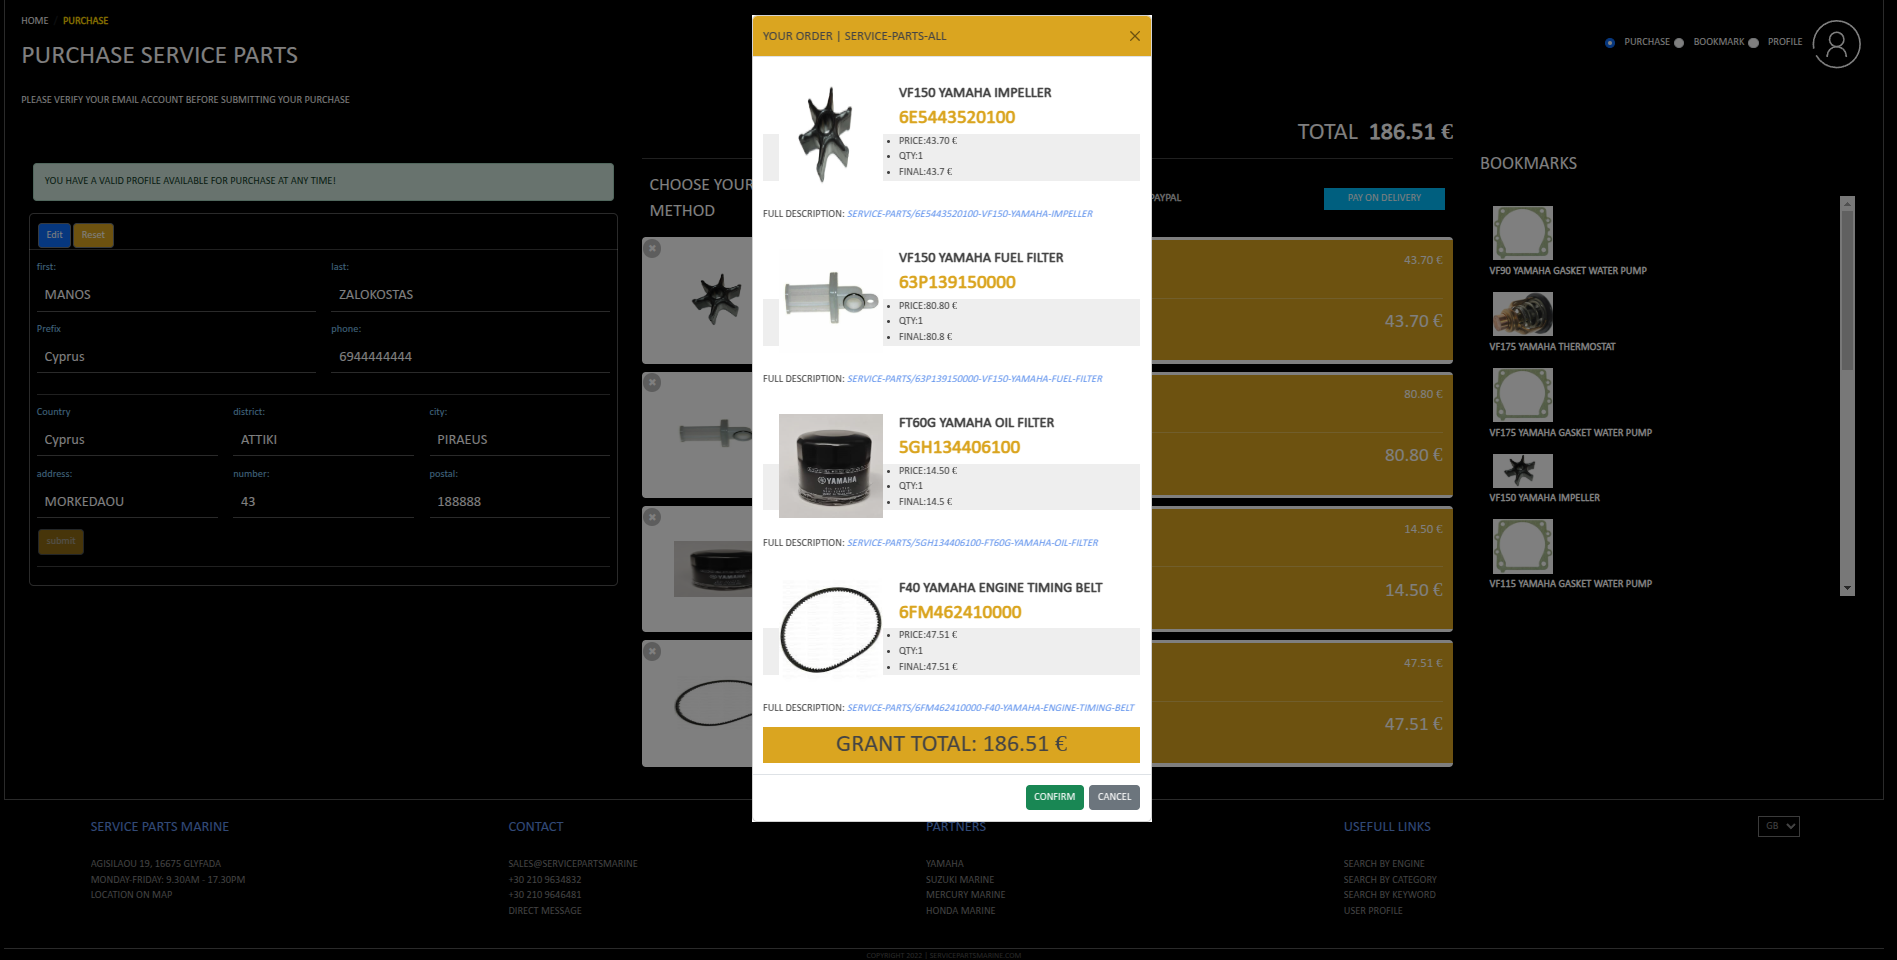 HOME / PURCHASE
PURCHASE SERVICE PARTS
PLEASE VERIFY YOUR EMAIL ACCOUNT BEFORE SUBMITTING YOUR PURCHASE
PURCHASE BOOKMARK PROFILE
YOU HAVE A VALID PROFILE AVAILABLE FOR PURCHASE AT ANY TIME!
Edit Reset
first: last:
MANOS ZALOKOSTAS
Prefix phone:
Cyprus 6944444444
Country district: city:
Cyprus ATTIKI PIRAEUS
address: number: postal:
MORKEDAOU 43 188888
submit
TOTAL 186.51 €
CHOOSE YOUR
METHOD
PAYPAL
PAY ON DELIVERY
43.70 €
43.70 €
80.80 €
80.80 €
14.50 €
14.50 €
47.51 €
47.51 €
YOUR ORDER | SERVICE-PARTS-ALL
VF150 YAMAHA IMPELLER
6E5443520100
PRICE:43.70 €
QTY:1
FINAL:43.7 €
FULL DESCRIPTION: SERVICE-PARTS/6E5443520100-VF150-YAMAHA-IMPELLER
VF150 YAMAHA FUEL FILTER
63P139150000
PRICE:80.80 €
QTY:1
FINAL:80.8 €
FULL DESCRIPTION: SERVICE-PARTS/63P139150000-VF150-YAMAHA-FUEL-FILTER
FT60G YAMAHA OIL FILTER
5GH134406100
YAMAHA
PRICE:14.50 €
QTY:1
FINAL:14.5 €
FULL DESCRIPTION: SERVICE-PARTS/5GH134406100-FT60G-YAMAHA-OIL-FILTER
F40 YAMAHA ENGINE TIMING BELT
6FM462410000
PRICE:47.51 €
QTY:1
FINAL:47.51 €
FULL DESCRIPTION: SERVICE-PARTS/6FM462410000-F40-YAMAHA-ENGINE-TIMING-BELT
GRANT TOTAL: 186.51 €
CONFIRM CANCEL
BOOKMARKS
VF90 YAMAHA GASKET WATER PUMP
VF175 YAMAHA THERMOSTAT
VF175 YAMAHA GASKET WATER PUMP
VF150 YAMAHA IMPELLER
VF115 YAMAHA GASKET WATER PUMP
SERVICE PARTS MARINE
AGISILAOU 19, 16675 GLYFADA
MONDAY-FRIDAY: 9.30AM - 17.30PM
LOCATION ON MAP
CONTACT
SALES@SERVICEPARTSMARINE
+30 210 9634832
+30 210 9646481
DIRECT MESSAGE
PARTNERS
YAMAHA
SUZUKI MARINE
MERCURY MARINE
HONDA MARINE
USEFULL LINKS
SEARCH BY ENGINE
SEARCH BY CATEGORY
SEARCH BY KEYWORD
USER PROFILE
GB
COPYRIGHT 2022 | SERVICEPARTSMARINE.COM